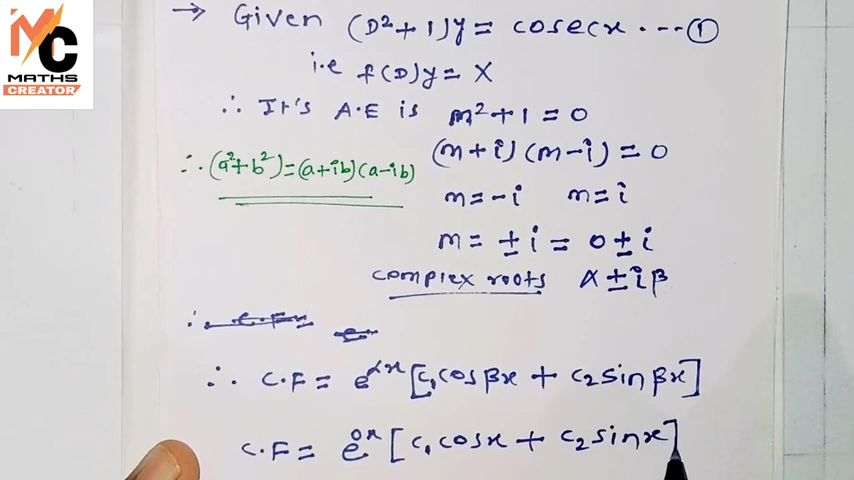 MC
MATHS
CREATOR
→ Given (D²+1)y = cosecx ---- ①
i.e f(D)y = X
∴ It's A.E is m²+1=0
∴ (a²+b²)=(a+ib)(a-ib) (m+i)(m-i)=0
m=-i m=i
m= ±i = 0±i
complex roots α±iβ
∴ C.F = e^αx [c₁cosβx + c₂sinβx]
C.F = e^0x [c₁cosx + c₂sinx]